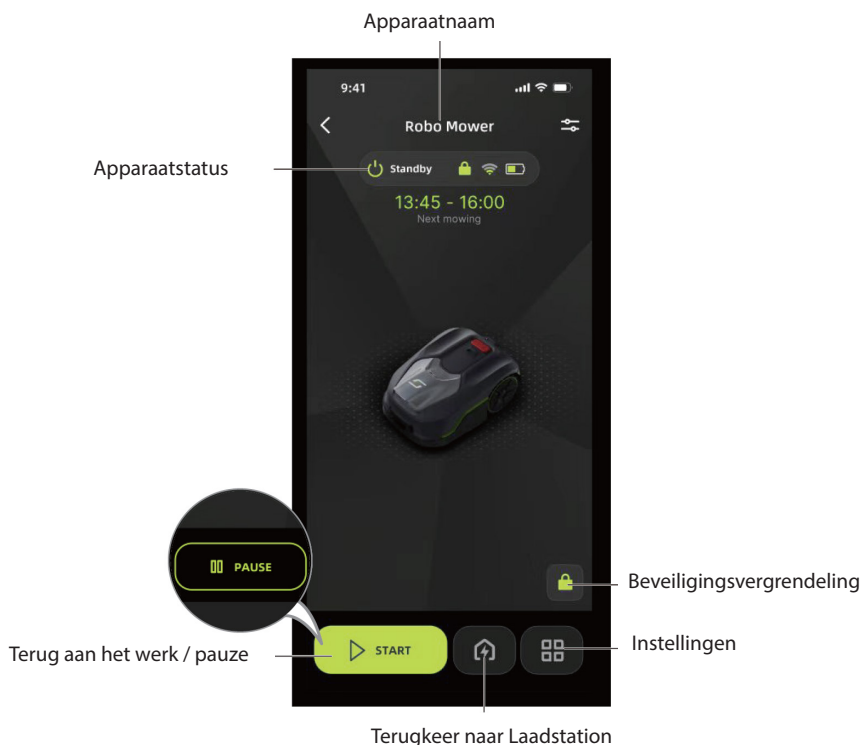 Apparaatnaam
9:41
Robo Mower
Apparaatstatus
Standby
13:45 - 16:00
Next mowing
PAUSE
Beveiligingsvergrendeling
Terug aan het werk / pauze
START
Instellingen
Terugkeer naar Laadstation